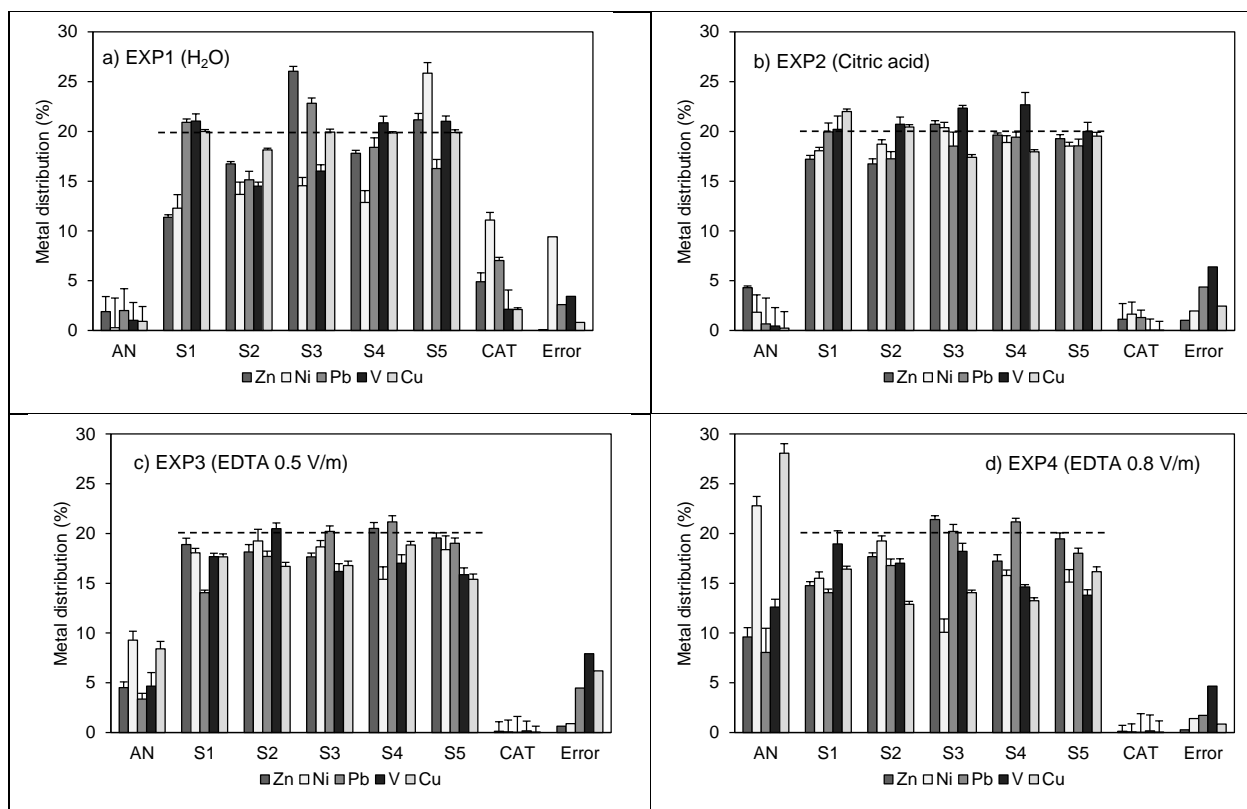 30
25
20
15
10
5
0
Metal distribution (%)
a) EXP1 (H₂O)
AN S1 S2 S3 S4 S5 CAT Error
Zn Ni Pb V Cu
30
25
20
15
10
5
0
Metal distribution (%)
b) EXP2 (Citric acid)
AN S1 S2 S3 S4 S5 CAT Error
Zn Ni Pb V Cu
30
25
20
15
10
5
0
Metal distribution (%)
c) EXP3 (EDTA 0.5 V/m)
AN S1 S2 S3 S4 S5 CAT Error
Zn Ni Pb V Cu
30
25
20
15
10
5
0
Metal distribution (%)
d) EXP4 (EDTA 0.8 V/m)
AN S1 S2 S3 S4 S5 CAT Error
Zn Ni Pb V Cu